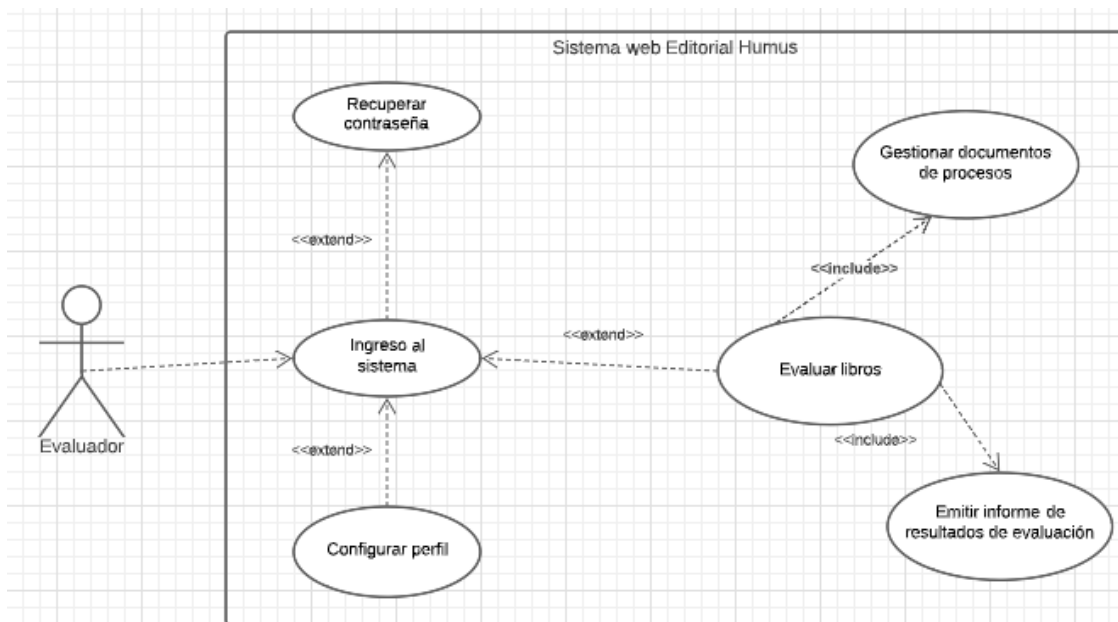 Sistema web Editorial Humus
Recuperar
contraseña
Gestionar documentos
de procesos
<<extend>>
<<include>>
<<extend>>
Ingreso al
sistema
Evaluar libros
Evaluador
<<extend>>
<<include>>
Emitir informe de
resultados de evaluación
Configurar perfil